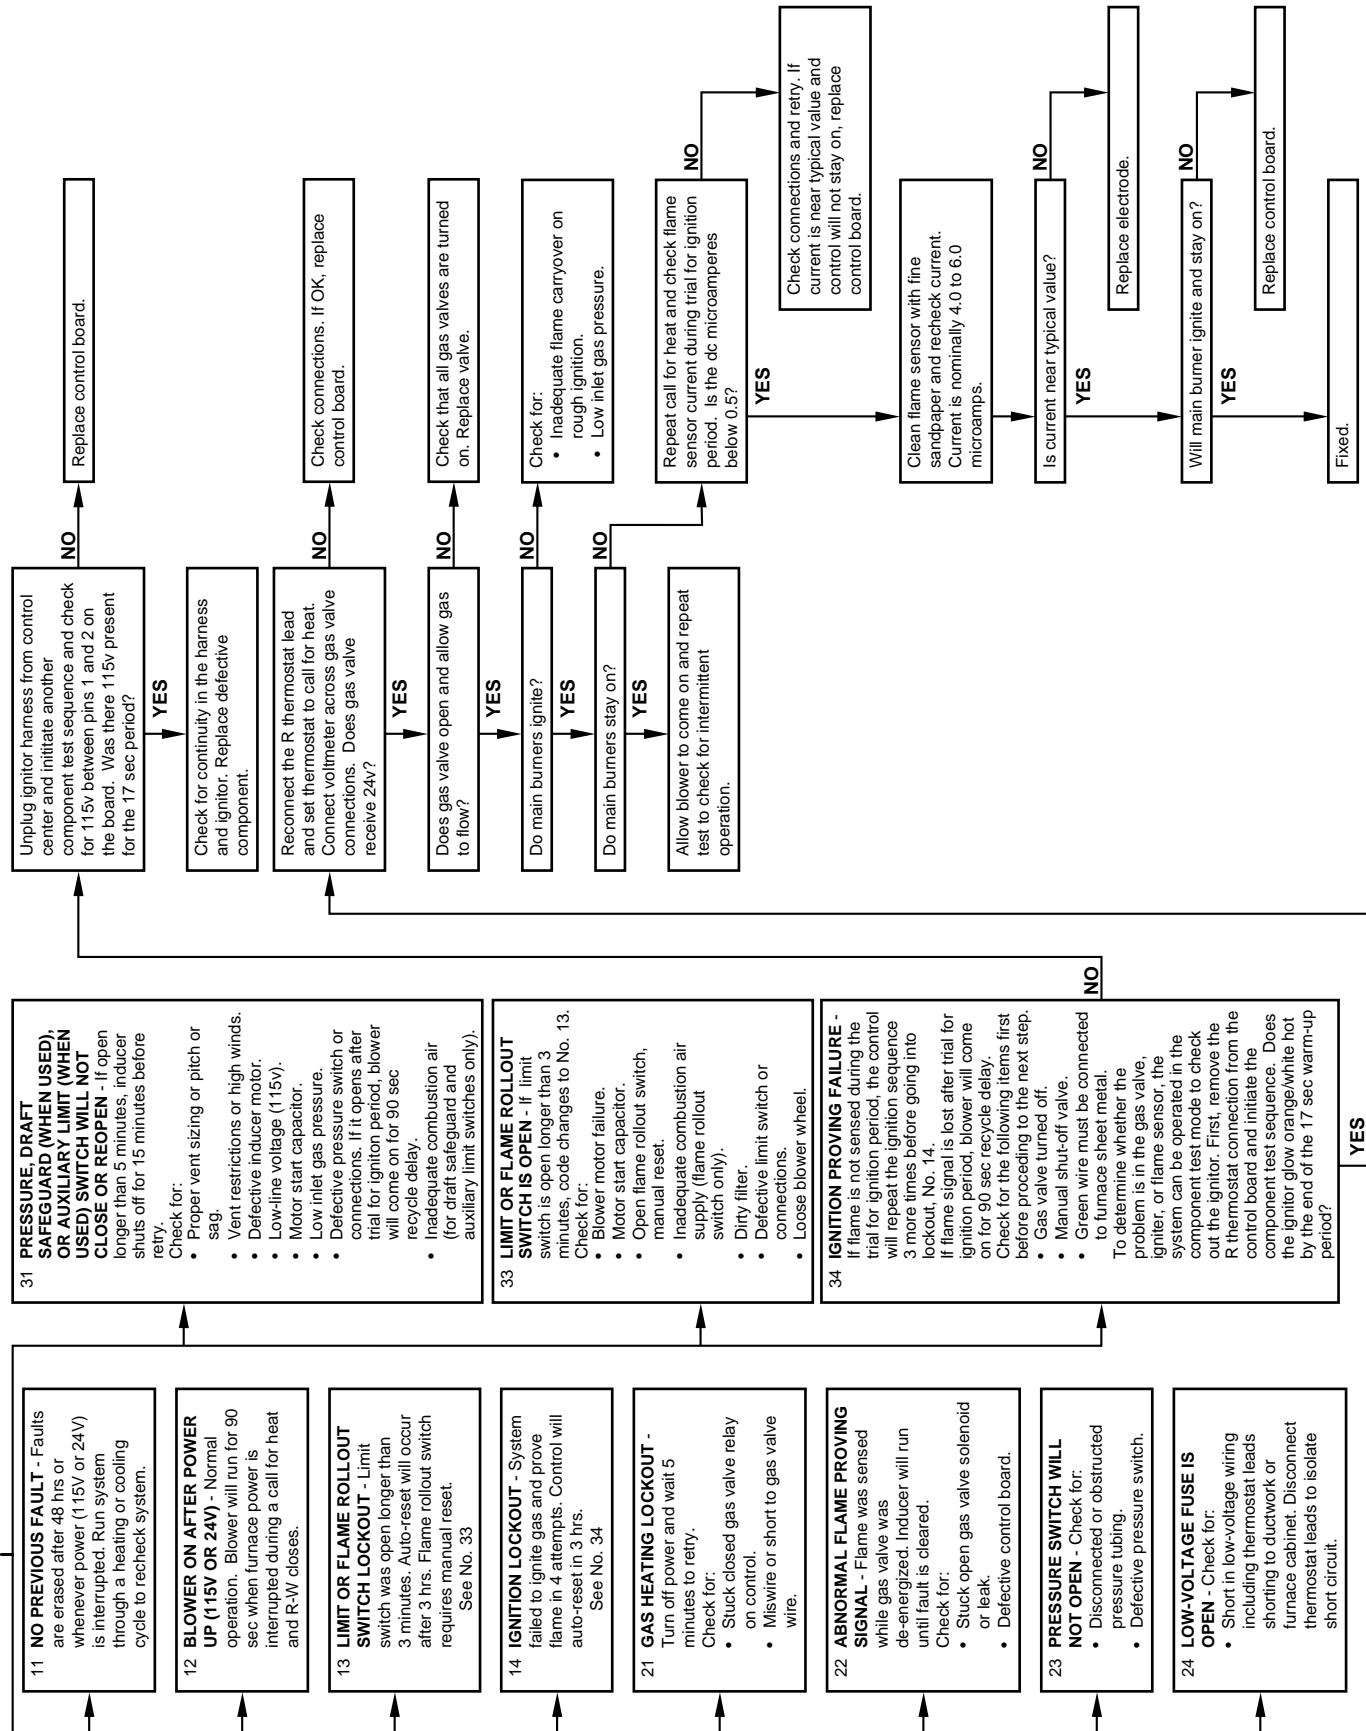 11 NO PREVIOUS FAULT - Faults
are erased after 48 hrs or
whenever power (115V or 24V)
is interrupted. Run system
through a heating or cooling
cycle to recheck system.
12 BLOWER ON AFTER POWER
UP (115V OR 24V) - Normal
operation. Blower will run for 90
sec when furnace power is
interrupted during a call for heat
and R-W closes.
13 LIMIT OR FLAME ROLLOUT
SWITCH LOCKOUT - Limit
switch was open longer than
3 minutes. Auto-reset will occur
after 3 hrs. Flame rollout switch
requires manual reset.
See No. 33
14 IGNITION LOCKOUT - System
failed to ignite gas and prove
flame in 4 attempts. Control will
auto-reset in 3 hrs.
See No. 34
21 GAS HEATING LOCKOUT -
Turn off power and wait 5
minutes to retry.
Check for:
• Stuck closed gas valve relay
on control.
• Miswire or short to gas valve
wire.
22 ABNORMAL FLAME PROVING
SIGNAL - Flame was sensed
while gas valve was
de-energized. Inducer will run
until fault is cleared.
Check for:
• Stuck open gas valve solenoid
or leak.
• Defective control board.
23 PRESSURE SWITCH WILL
NOT OPEN - Check for:
• Disconnected or obstructed
pressure tubing.
• Defective pressure switch.
24 LOW-VOLTAGE FUSE IS
OPEN - Check for:
• Short in low-voltage wiring
including thermostat leads
shorting to ductwork or
furnace cabinet. Disconnect
thermostat leads to isolate
short circuit.
31 PRESSURE, DRAFT
SAFEGUARD (WHEN USED),
OR AUXILIARY LIMIT (WHEN
USED) SWITCH WILL NOT
CLOSE OR REOPEN - If open
longer than 5 minutes, inducer
shuts off for 15 minutes before
retry.
Check for:
• Proper vent sizing or pitch or
sag.
• Vent restrictions or high winds.
• Defective inducer motor.
• Low-line voltage (115v).
• Motor start capacitor.
• Low inlet gas pressure.
• Defective pressure switch or
connections. If it opens after
trial for igniton period, blower
will come on for 90 sec
recycle delay.
• Inadequate combustion air
(for draft safeguard and
auxiliary limit switches only).
33 LIMIT OR FLAME ROLLOUT
SWITCH IS OPEN - If limit
switch is open longer than 3
minutes, code changes to No. 13.
Check for:
• Blower motor failure.
• Motor start capacitor.
• Open flame rollout switch,
manual reset.
• Inadequate combustion air
supply (flame rollout
switch only).
• Dirty filter.
• Defective limit switch or
connections.
• Loose blower wheel.
34 IGNITION PROVING FAILURE -
If flame is not sensed during the
trial for ignition period, the control
will repeat the ignition sequence
3 more times before going into
lockout, No. 14.
If flame signal is lost after trial for
ignition period, blower will come
on for 90 sec recycle delay.
Check for the following items first
before proceding to the next step.
• Gas valve turned off.
• Manual shut-off valve.
• Green wire must be connected
to furnace sheet metal.
To determine whether the
problem is in the gas valve,
igniter, or flame sensor, the
system can be operated in the
component test mode to check
out the ignitor. First, remove the
R thermostat connection from the
control board and initiate the
component test sequence. Does
the ignitor glow orange/white hot
by the end of the 17 sec warm-up
period?
NO
YES
Unplug ignitor harness from control
center and inititate another
component test sequence and check
for 115v between pins 1 and 2 on
the board. Was there 115v present
for the 17 sec period?
NO
Replace control board.
YES
Check for continuity in the harness
and ignitor. Replace defective
component.
Reconnect the R thermostat lead
and set thermostat to call for heat.
Connect voltmeter across gas valve
connections. Does gas valve
receive 24v?
NO
Check connections. If OK, replace
control board.
YES
Does gas valve open and allow gas
to flow?
NO
Check that all gas valves are turned
on. Replace valve.
YES
Do main burners ignite?
NO
Check for:
• Inadequate flame carryover on
rough ignition.
• Low inlet gas pressure.
YES
Do main burners stay on?
NO
YES
Allow blower to come on and repeat
test to check for intermittent
operation.
Repeat call for heat and check flame
sensor current during trial for ignition
period. Is the dc microamperes
below 0.5?
NO
Check connections and retry. If
current is near typical value and
control will not stay on, replace
control board.
YES
Clean flame sensor with fine
sandpaper and recheck current.
Current is nominally 4.0 to 6.0
microamps.
Is current near typical value?
NO
Replace electrode.
YES
Will main burner ignite and stay on?
NO
Replace control board.
YES
Fixed.